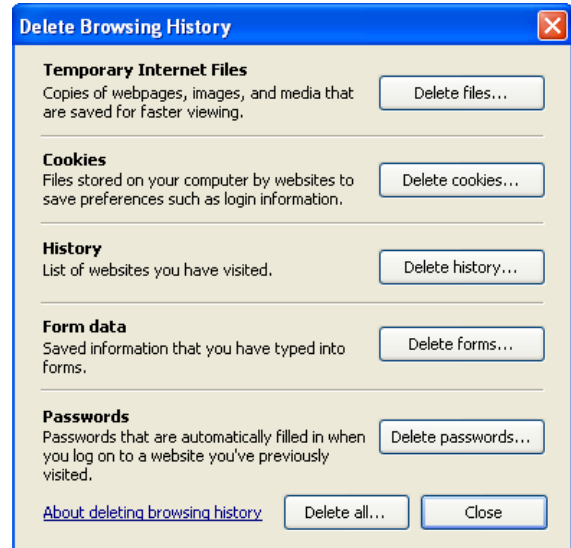 Delete Browsing History
Temporary Internet Files
Copies of webpages, images, and media that
are saved for faster viewing.
Delete files...
Cookies
Files stored on your computer by websites to
save preferences such as login information.
Delete cookies...
History
List of websites you have visited.
Delete history...
Form data
Saved information that you have typed into
forms.
Delete forms...
Passwords
Passwords that are automatically filled in when
you log on to a website you've previously
visited.
Delete passwords...
About deleting browsing history
Delete all...
Close